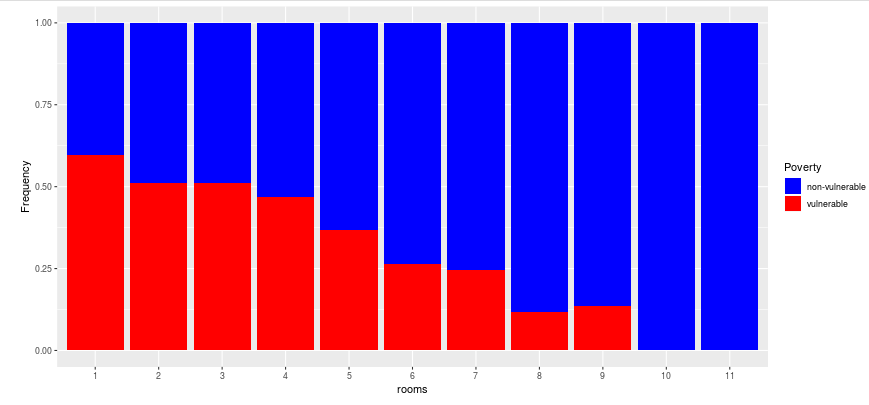 Frequency
1.00
0.75
0.50
0.25
0.00
1 2 3 4 5 6 7 8 9 10 11
rooms
Poverty
non-vulnerable
vulnerable